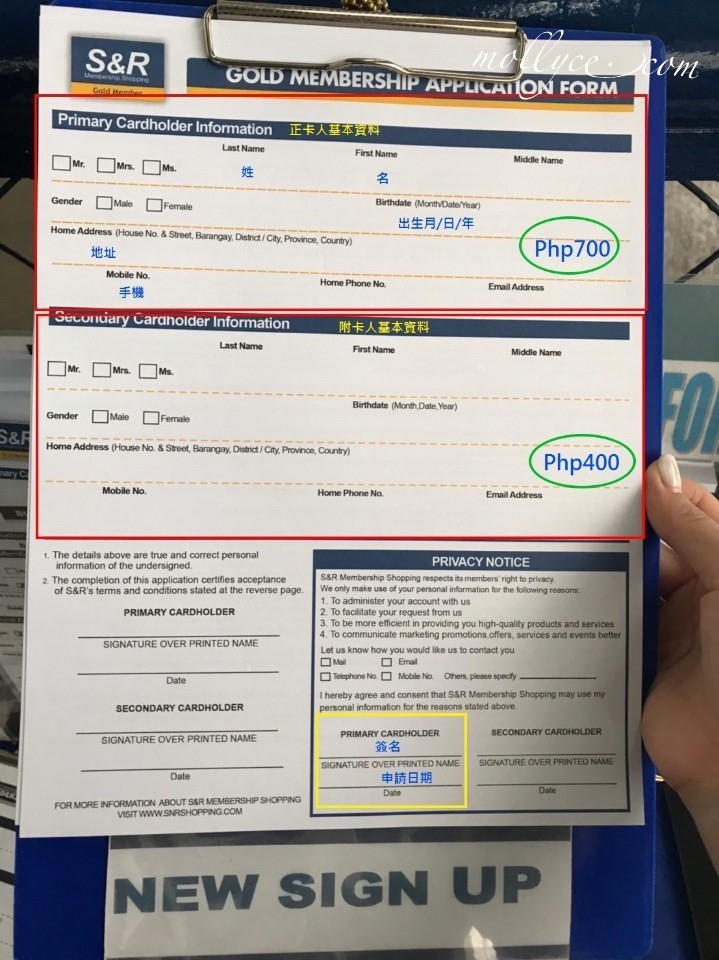 mollyce.com
S&R
Membership Shopping
Gold Member
GOLD MEMBERSHIP APPLICATION FORM
Primary Cardholder Information 正卡人基本資料
Last Name First Name Middle Name
Mr. Mrs. Ms. 姓 名
Gender Male Female Birthdate (Month/Date/Year)
出生月/日/年
Home Address (House No. & Street, Barangay, District / City, Province, Country)
Php700
地址
Mobile No. Home Phone No. Email Address
手機
Secondary Cardholder Information 附卡人基本資料
Last Name First Name Middle Name
Mr. Mrs. Ms.
Birthdate (Month,Date,Year)
Gender Male Female
Home Address (House No. & Street, Barangay, District / City, Province, Country)
Php400
Mobile No. Home Phone No. Email Address
1. The details above are true and correct personal
information of the undersigned.
2. The completion of this application certifies acceptance
of S&R's terms and conditions stated at the reverse page.
PRIMARY CARDHOLDER
SIGNATURE OVER PRINTED NAME
Date
SECONDARY CARDHOLDER
SIGNATURE OVER PRINTED NAME
Date
FOR MORE INFORMATION ABOUT S&R MEMBERSHIP SHOPPING
VISIT WWW.SNRSHOPPING.COM
PRIVACY NOTICE
S&R Membership Shopping respects its members' right to privacy.
We only make use of your personal information for the following reasons:
1. To administer your account with us
2. To facilitate your request from us
3. To be more efficient in providing you high-quality products and services
4. To communicate marketing promotions,offers, services and events better
Let us know how you would like us to contact you
Mail Email
Telephone No. Mobile No. Others, please specify
I hereby agree and consent that S&R Membership Shopping may use my
personal information for the reasons stated above.
PRIMARY CARDHOLDER
簽名
SIGNATURE OVER PRINTED NAME
申請日期
Date
SECONDARY CARDHOLDER
SIGNATURE OVER PRINTED NAME
Date
NEW SIGN UP
FO
S&R